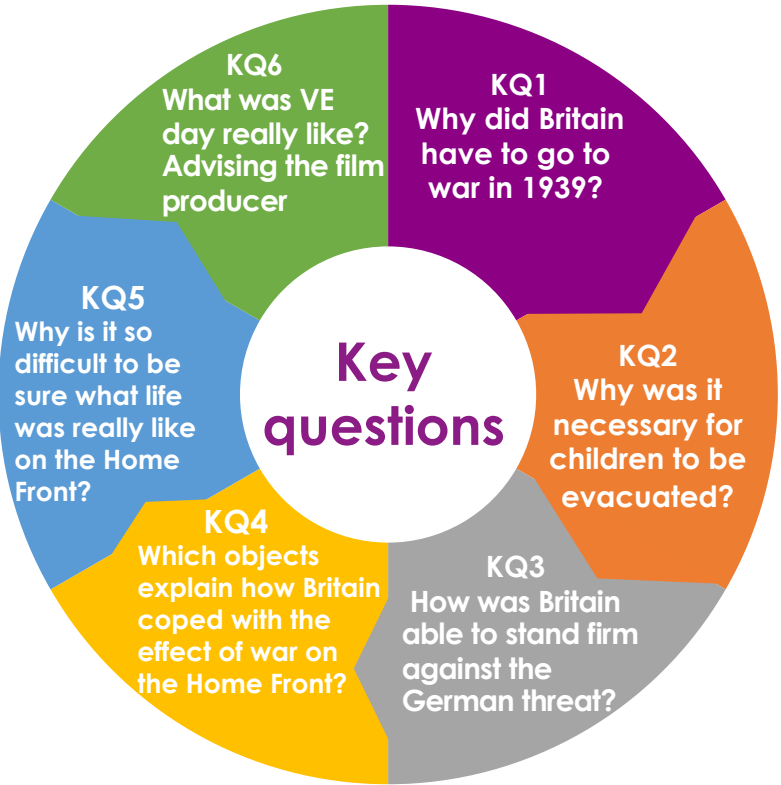 Key
questions
KQ1
Why did Britain
have to go to
war in 1939?
KQ2
Why was it
necessary for
children to be
evacuated?
KQ3
How was Britain
able to stand firm
against the
German threat?
KQ4
Which objects
explain how Britain
coped with the
effect of war on
the Home Front?
KQ5
Why is it so
difficult to be
sure what life
was really like
on the Home
Front?
KQ6
What was VE
day really like?
Advising the film
producer